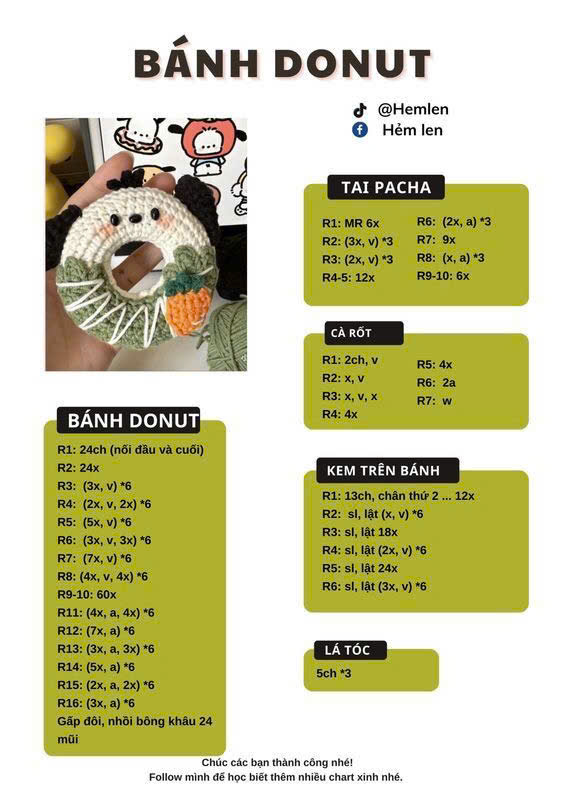 BÁNH DONUT
@Hemlen
Hẻm len
TAI PACHA
R1: MR 6x
R2: (3x, v) *3
R3: (2x, v) *3
R4-5: 12x
R6: (2x, a) *3
R7: 9x
R8: (x, a) *3
R9-10: 6x
CÀ RỐT
R1: 2ch, v
R2: x, v
R3: x, v, x
R4: 4x
R5: 4x
R6: 2a
R7: w
BÁNH DONUT
R1: 24ch (nối đầu và cuối)
R2: 24x
R3: (3x, v) *6
R4: (2x, v, 2x) *6
R5: (5x, v) *6
R6: (3x, v, 3x) *6
R7: (7x, v) *6
R8: (4x, v, 4x) *6
R9-10: 60x
R11: (4x, a, 4x) *6
R12: (7x, a) *6
R13: (3x, a, 3x) *6
R14: (5x, a) *6
R15: (2x, a, 2x) *6
R16: (3x, a) *6
Gấp đôi, nhồi bông khâu 24
mũi
KEM TRÊN BÁNH
R1: 13ch, chân thứ 2 ... 12x
R2: sl, lật (x, v) *6
R3: sl, lật 18x
R4: sl, lật (2x, v) *6
R5: sl, lật 24x
R6: sl, lật (3x, v) *6
LÁ TÓC
5ch *3
Chúc các bạn thành công nhé!
Follow mình để học biết thêm nhiều chart xinh nhé.